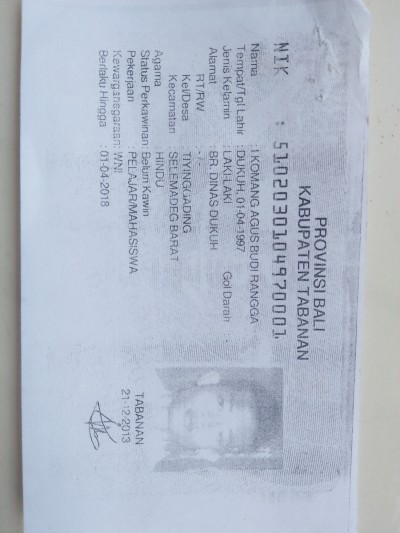 PROVINSI BALI
KABUPATEN TABANAN
NIK : 5102030104970001
Nama : I KOMANG AGUS BUDI RANGGA
Tempat/Tgl Lahir : DUKUH, 01-04-1997
Jenis Kelamin : LAKI-LAKI Gol Darah : -
Alamat : BR. DINAS DUKUH
RT/RW : - / -
Kel/Desa : TIYINGGADING
Kecamatan : SELEMADEG BARAT
Agama : HINDU
Status Perkawinan: Belum Kawin
Pekerjaan : PELAJAR/MAHASISWA
Kewarganegaraan: WNI
Berlaku Hingga : 01-04-2018
TABANAN
21-12-2013